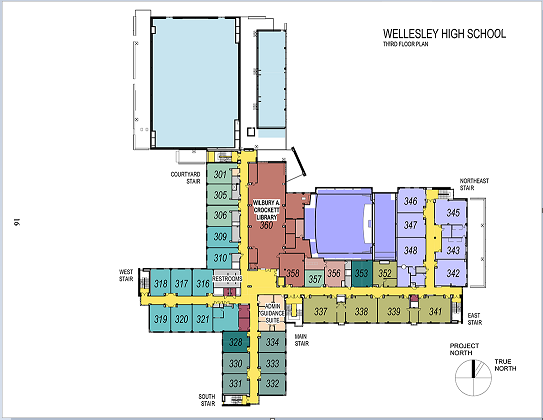 WELLESLEY HIGH SCHOOL
THIRD FLOOR PLAN
COURTYARD
STAIR
301
305
306
309
310
WILBURY A.
CROCKETT
LIBRARY
360
346
347
348
345
343
342
NORTHEAST
STAIR
358
357
356
353
352
WEST
STAIR
318
317
316
RESTROOMS
319
320
321
ADMIN
GUIDANCE
SUITE
337
338
339
341
EAST
STAIR
MAIN
STAIR
328
334
330
333
331
332
SOUTH
STAIR
PROJECT
NORTH
TRUE
NORTH
16